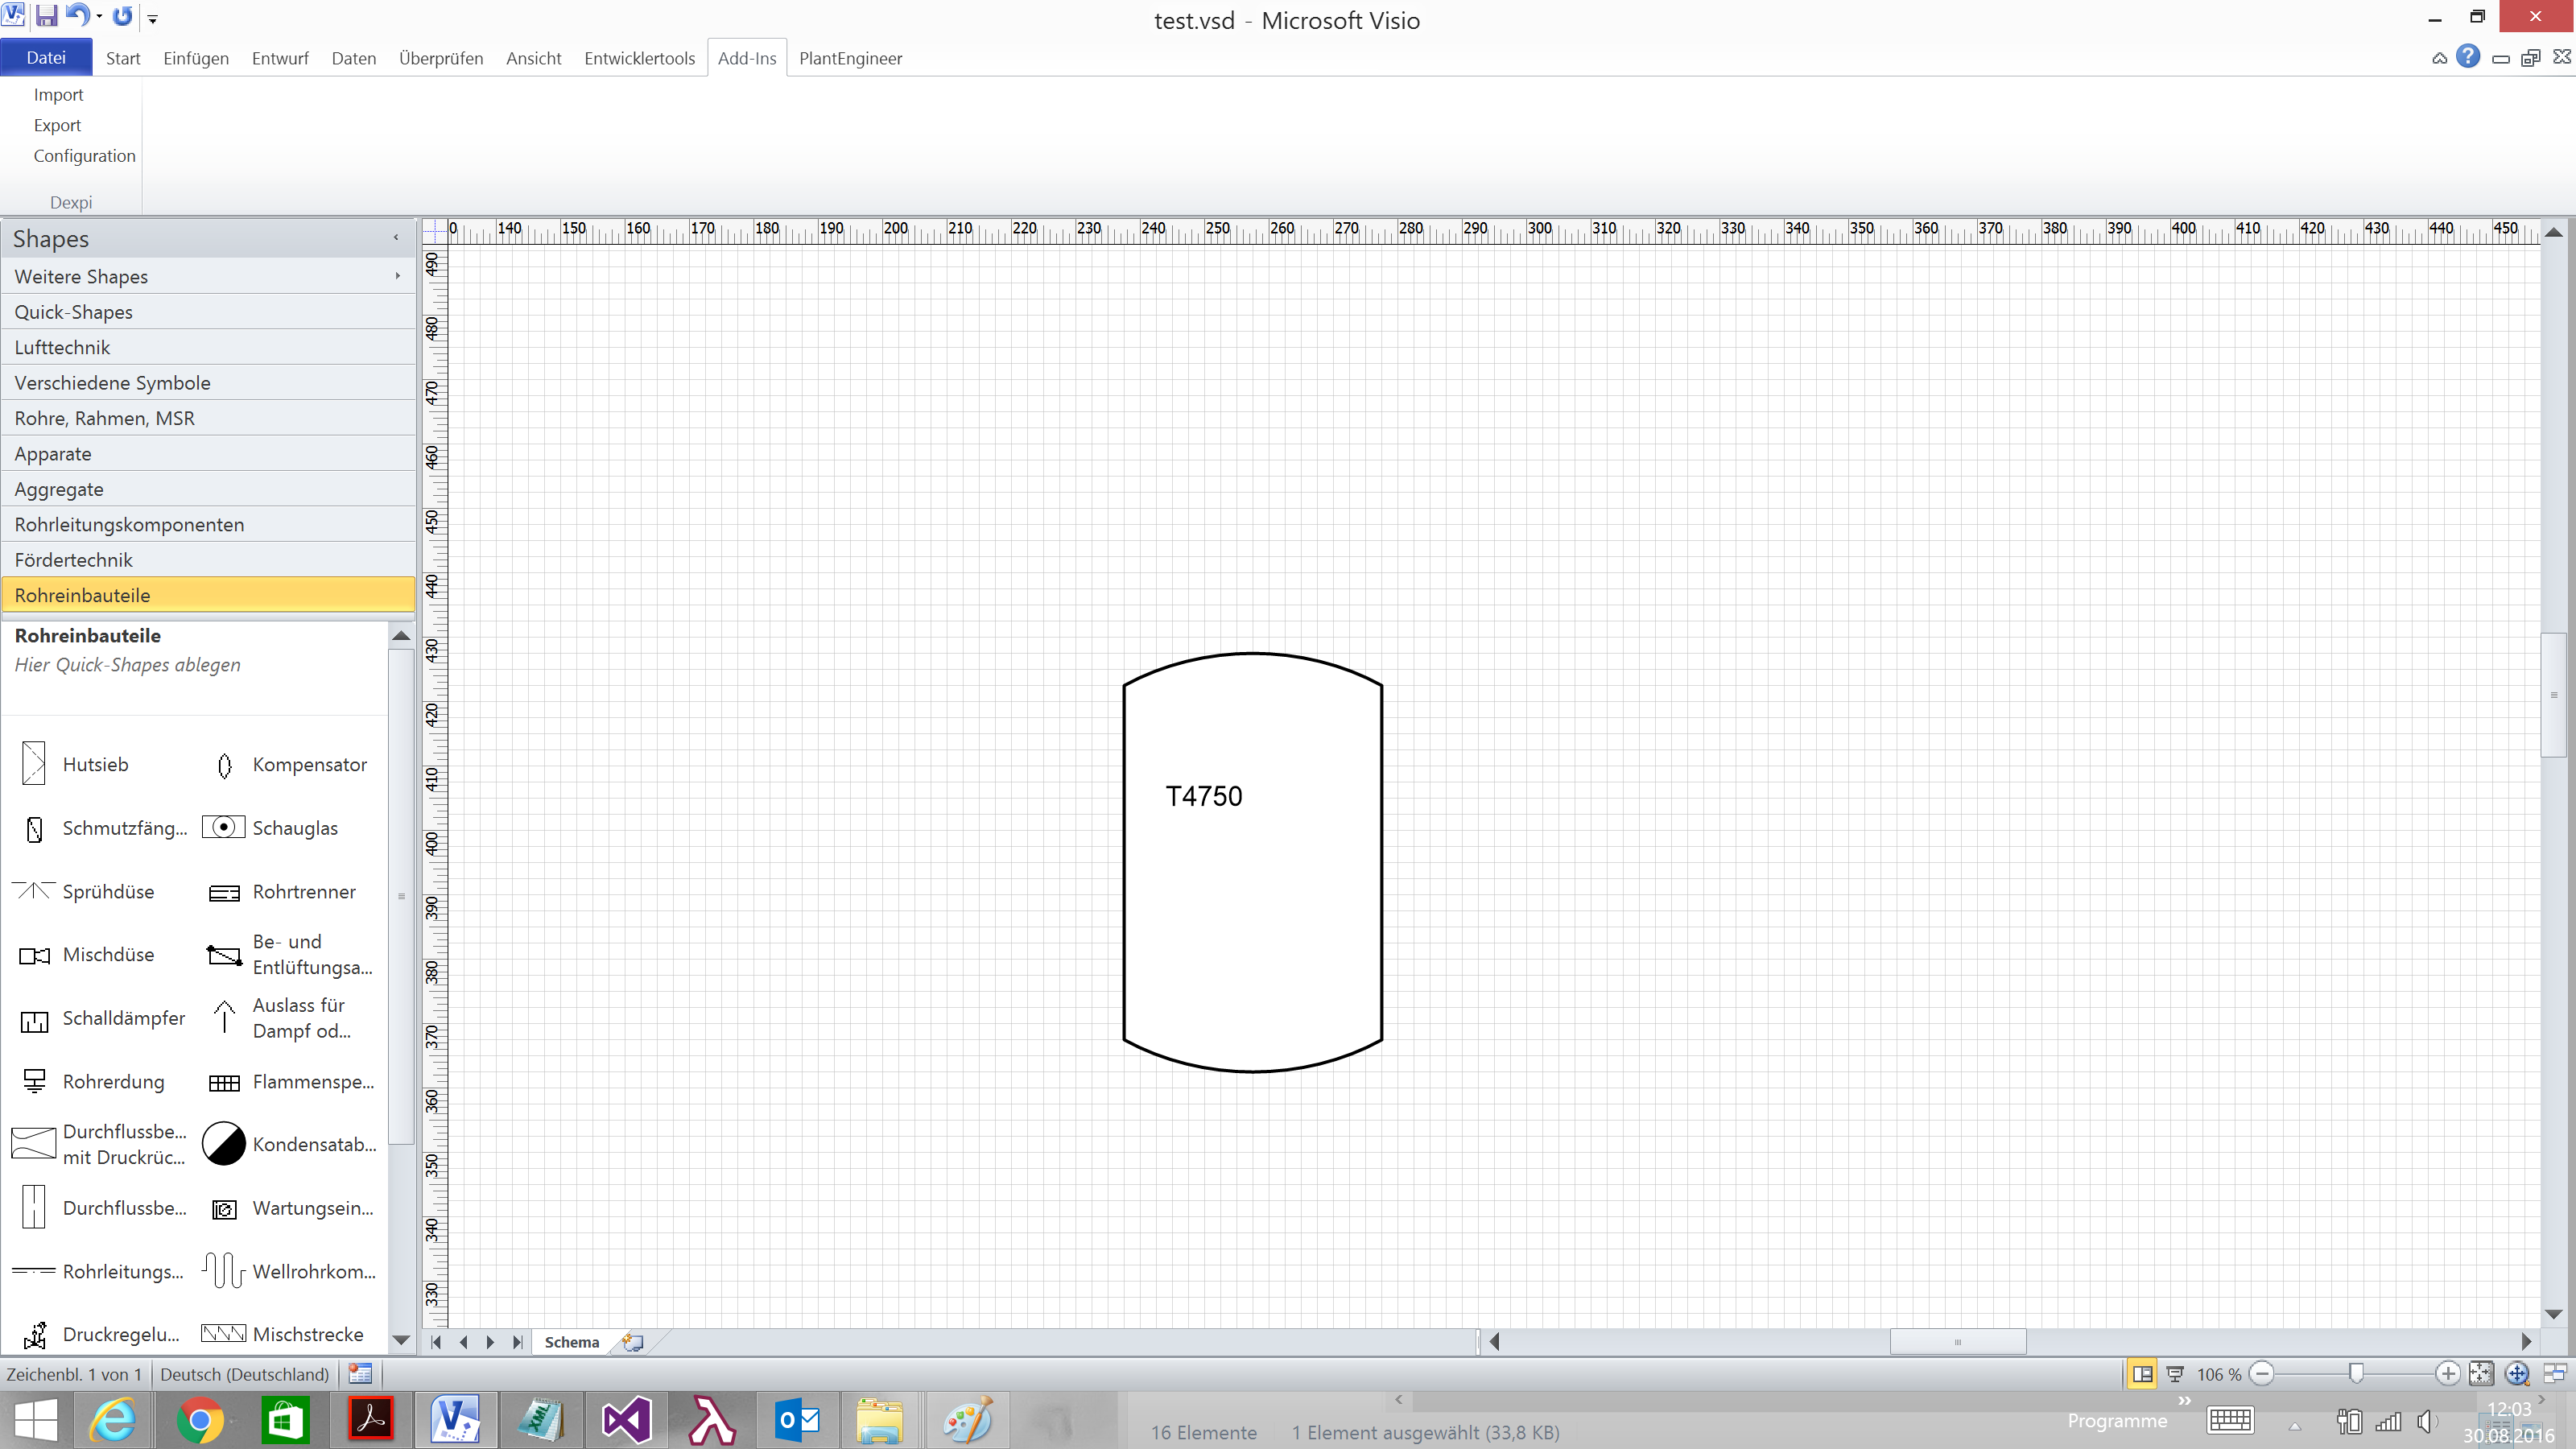 test.vsd - Microsoft Visio
Datei Start Einfügen Entwurf Daten Überprüfen Ansicht Entwicklertools Add-Ins PlantEngineer
Import
Export
Configuration
Dexpi
Shapes
Weitere Shapes
Quick-Shapes
Lufttechnik
Verschiedene Symbole
Rohre, Rahmen, MSR
Apparate
Aggregate
Rohrleitungskomponenten
Fördertechnik
Rohreinbauteile
Rohreinbauteile
Hier Quick-Shapes ablegen
Hutsieb Kompensator
Schmutzfäng... Schauglas
Sprühdüse Rohrtrenner
Mischdüse Be- und
Entlüftungsa...
Schalldämpfer Auslass für
Dampf od...
Rohrerdung Flammenspe...
Durchflussbe...
mit Druckrüc... Kondensatab...
Durchflussbe... Wartungsein...
Rohrleitungs... Wellrohrkom...
Druckregelu... Mischstrecke
0 140 150 160 170 180 190 200 210 220 230 240 250 260 270 280 290 300 310 320 330 340 350 360 370 380 390 400 410 420 430 440 450
490
480
470
460
450
440
430
420
410
400
390
380
370
360
350
340
330
T4750
Schema
Zeichenbl. 1 von 1 Deutsch (Deutschland) 106 %
16 Elemente 1 Element ausgewählt (33,8 KB)
Programme
12:03
30.08.2016